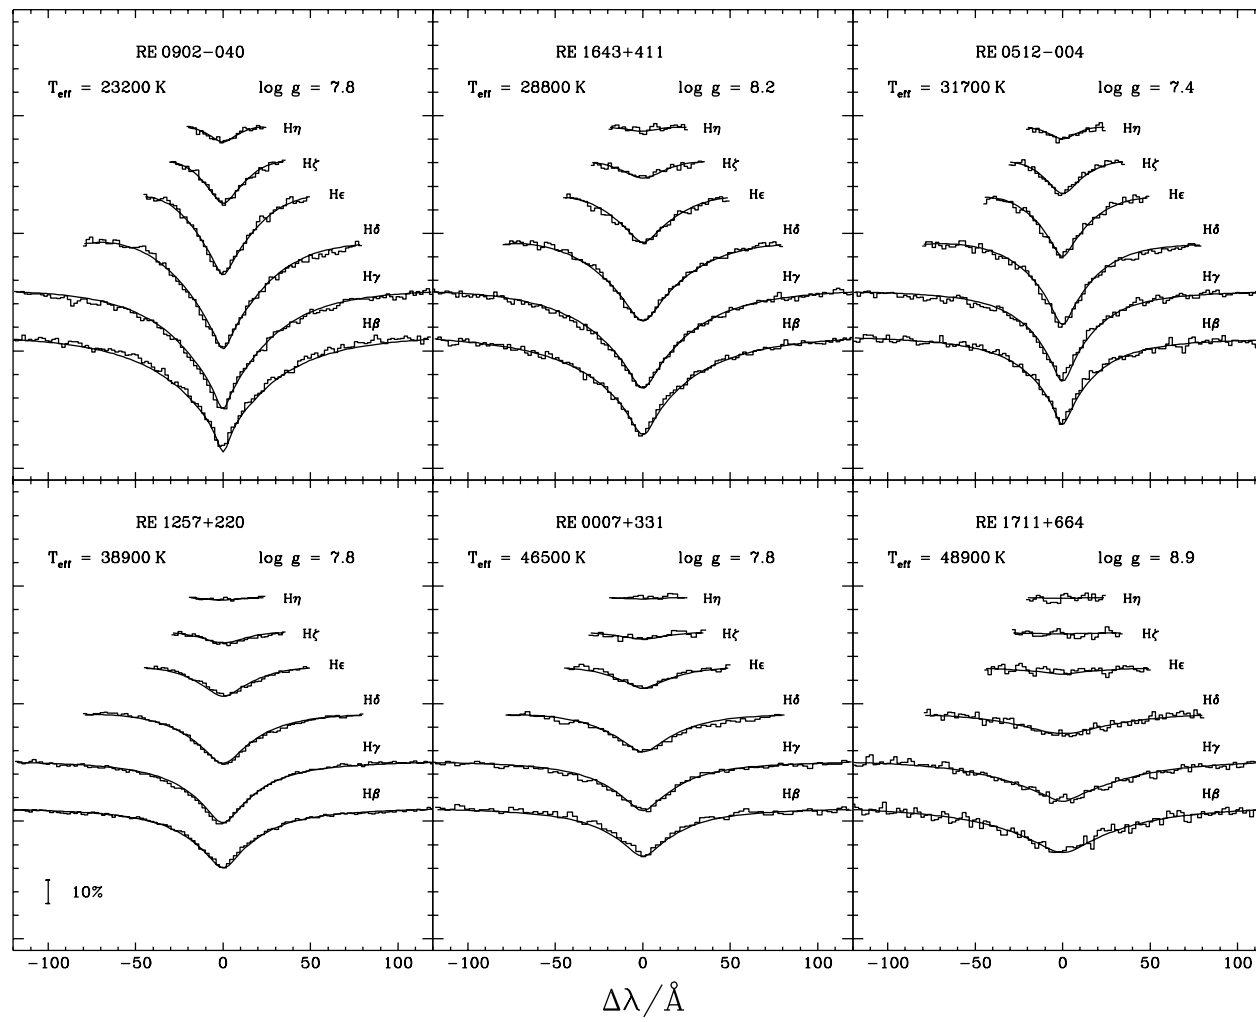 RE 0902−040
T_eff = 23200 K log g = 7.8
Hη
Hζ
Hϵ
Hδ
Hγ
Hβ
RE 1643+411
T_eff = 28800 K log g = 8.2
Hη
Hζ
Hϵ
Hδ
Hγ
Hβ
RE 0512−004
T_eff = 31700 K log g = 7.4
Hη
Hζ
Hϵ
Hδ
Hγ
Hβ
RE 1257+220
T_eff = 38900 K log g = 7.8
Hη
Hζ
Hϵ
Hδ
Hγ
Hβ
10%
RE 0007+331
T_eff = 46500 K log g = 7.8
Hη
Hζ
Hϵ
Hδ
Hγ
Hβ
RE 1711+664
T_eff = 48900 K log g = 8.9
Hη
Hζ
Hϵ
Hδ
Hγ
Hβ
−100 −50 0 50 100 −100 −50 0 50 100 −100 −50 0 50 100
Δλ/Å